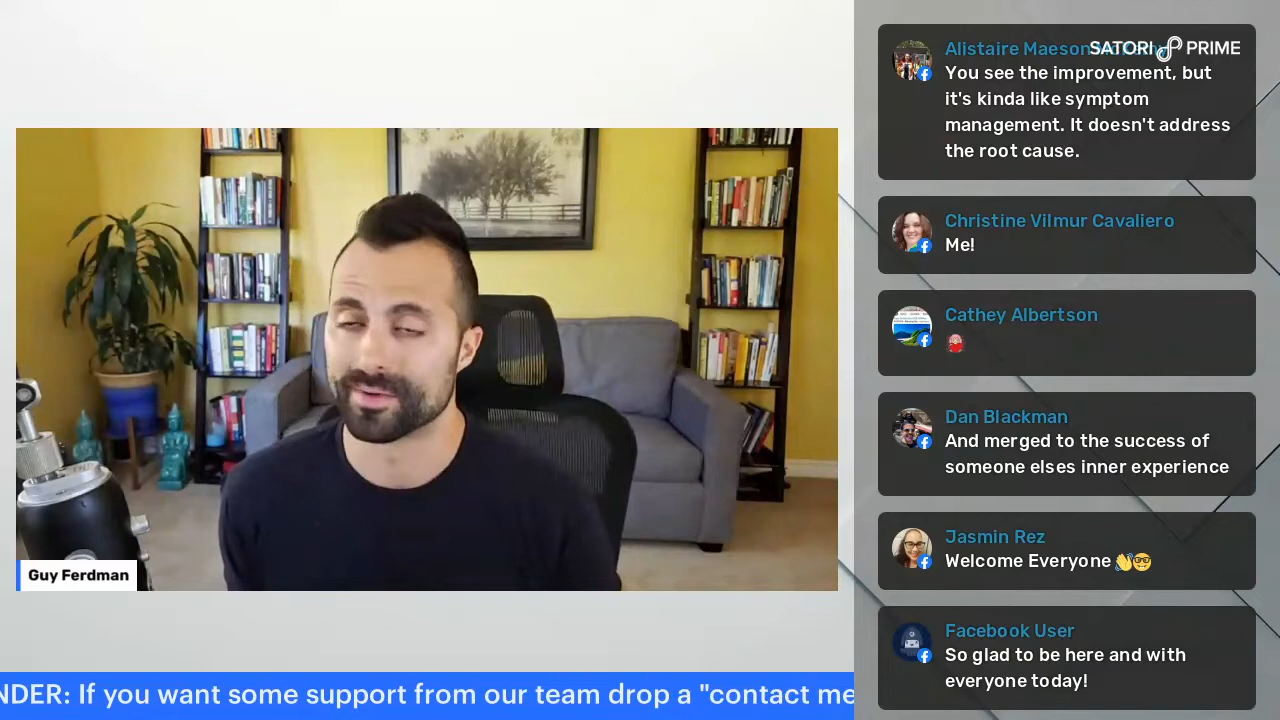 Alistaire Maeson
SATORI PRIME
You see the improvement, but
it's kinda like symptom
management. It doesn't address
the root cause.
Christine Vilmur Cavaliero
Me!
Cathey Albertson
Dan Blackman
And merged to the success of
someone elses inner experience
Jasmin Rez
Welcome Everyone 👋🤓
Facebook User
So glad to be here and with
everyone today!
Guy Ferdman
NDER: If you want some support from our team drop a "contact me